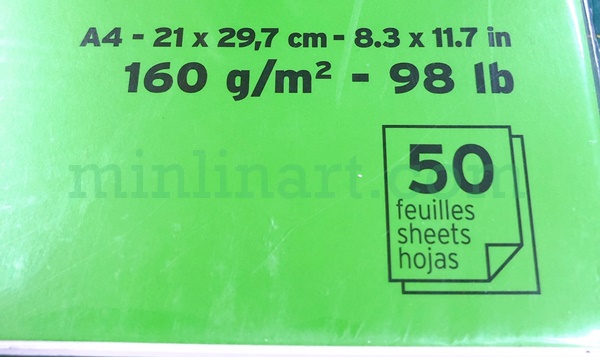 A4 - 21 x 29,7 cm - 8.3 x 11.7 in
160 g/m² - 98 lb
minlinart.com
50
feuilles
sheets
hojas